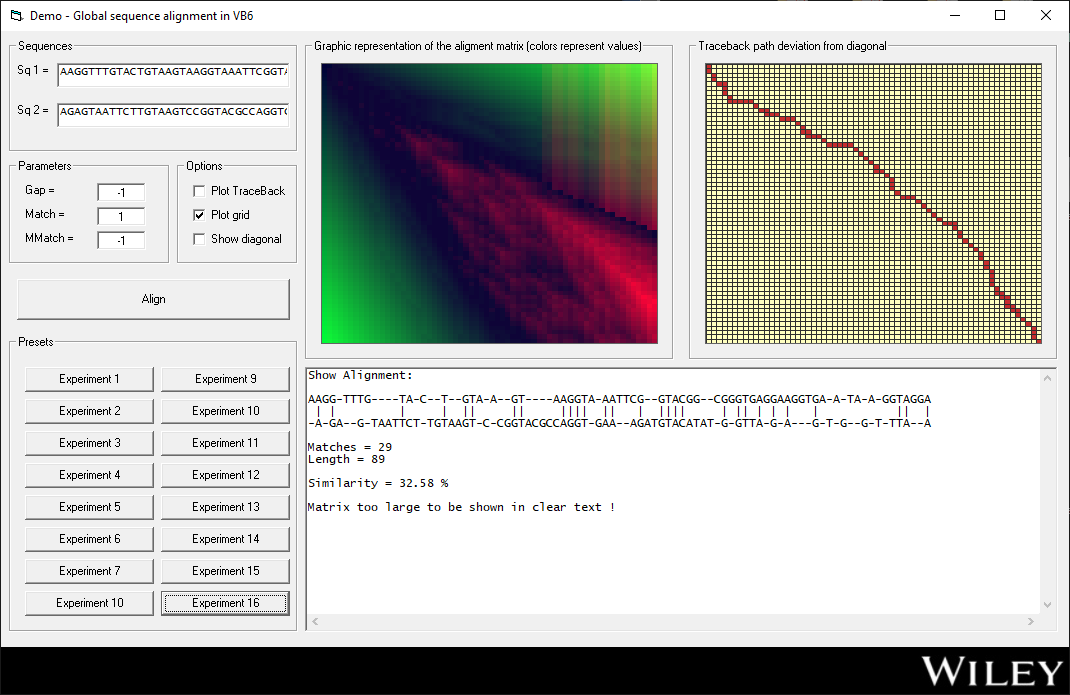 Demo - Global sequence alignment in VB6
Sequences
Sq 1 = AAGGTTTGTACTGTAAGTAAGGTAAATTCGGTA
Sq 2 = AGAGTAATTCTTGTAAGTCCGGTACGCCAGGTC
Parameters
Gap = -1
Match = 1
MMatch = -1
Options
Plot TraceBack
Plot grid
Show diagonal
Align
Presets
Experiment 1 Experiment 9
Experiment 2 Experiment 10
Experiment 3 Experiment 11
Experiment 4 Experiment 12
Experiment 5 Experiment 13
Experiment 6 Experiment 14
Experiment 7 Experiment 15
Experiment 10 Experiment 16
Graphic representation of the aligment matrix (colors represent values)
Traceback path deviation from diagonal
Show Alignment:
AAGG-TTTG----TA-C--T--GTA-A--GT----AAGGTA-AATTCG--GTACGG--CGGGTGAGGAAGGTGA-A-TA-A-GGTAGGA
-A-GA--G-TAATTCT-TGTAAGT-C-CGGTACGCCAGGT-GAA--AGATGTACATAT-G-GTTA-G-A---G-T-G--G-T-TTA--A
Matches = 29
Length = 89
Similarity = 32.58 %
Matrix too large to be shown in clear text !
WILEY